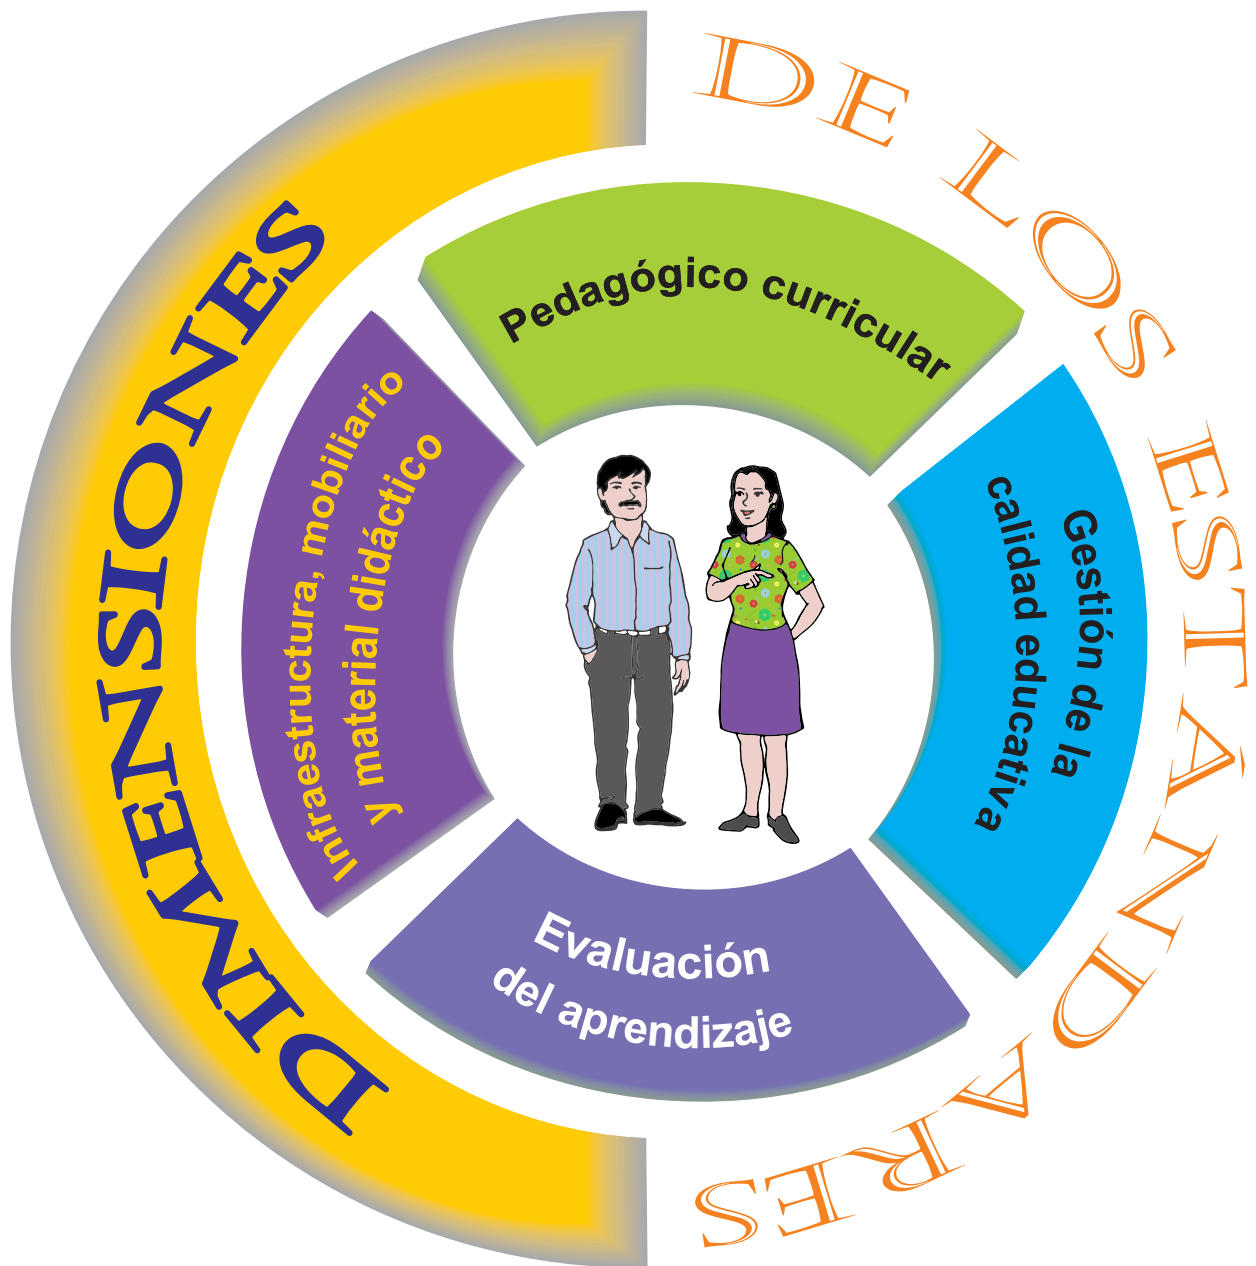 DIMENSIONES
DE LOS ESTÁNDARES
Pedagógico curricular
Gestión de la
calidad educativa
Evaluación
del aprendizaje
Infraestructura, mobiliario
y material didáctico